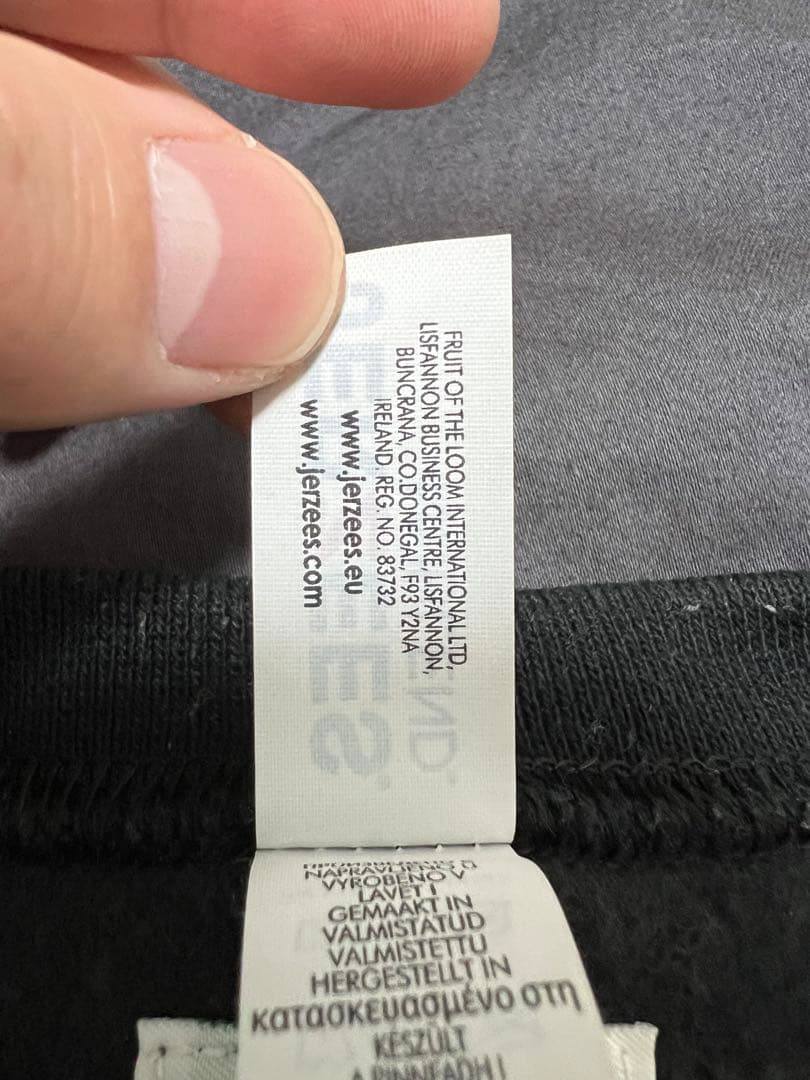 FRUIT OF THE LOOM INTERNATIONAL LTD,
LISFANNON BUSINESS CENTRE, LISFANNON,
BUNCRANA, CO.DONEGAL, F93 Y2NA
IRELAND. REG. NO. 83732
www.jerzees.eu
www.jerzees.com
NAPRAVLJENO V
VYROBENO V
LAVET I
GEMAAKT IN
VALMISTATUD
VALMISTETTU
HERGESTELLT IN
κατασκευασμένο στη
KÉSZÜLT